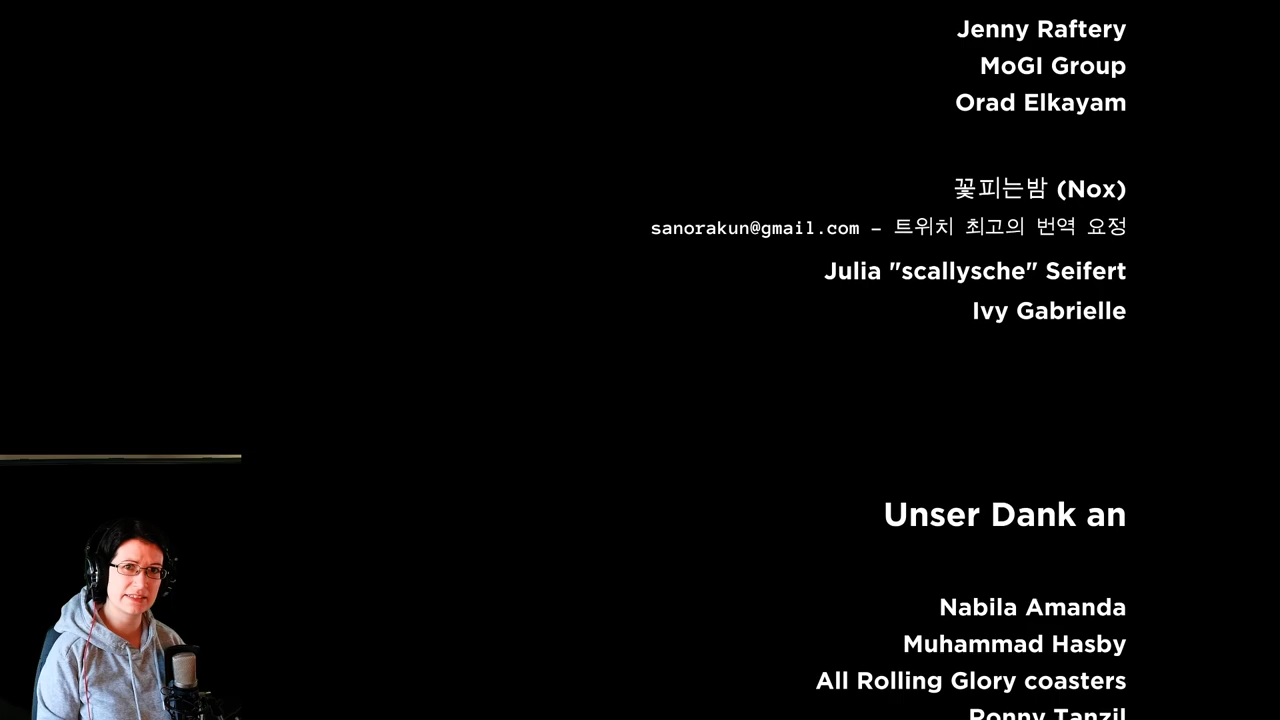 Jenny Raftery
MoGI Group
Orad Elkayam
꽃피는밤 (Nox)
sanorakun@gmail.com – 트위치 최고의 번역 요정
Julia "scallysche" Seifert
Ivy Gabrielle
Unser Dank an
Nabila Amanda
Muhammad Hasby
All Rolling Glory coasters
Ronny Tanzil